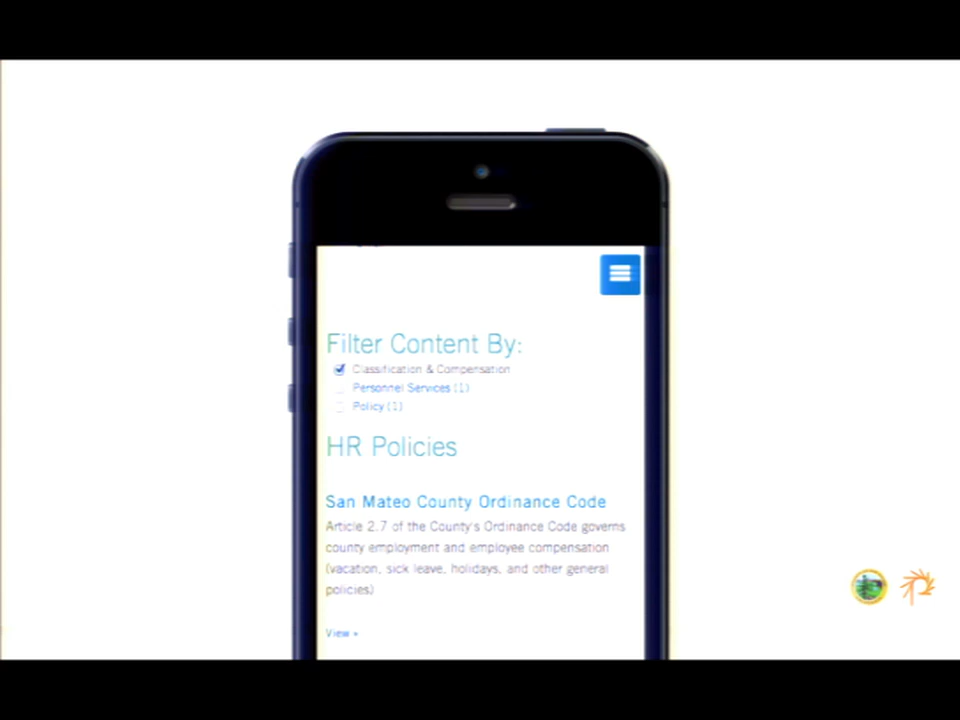 Filter Content By:
Classification & Compensation
Personnel Services (1)
Policy (1)
HR Policies
San Mateo County Ordinance Code
Article 2.7 of the County's Ordinance Code governs
county employment and employee compensation
(vacation, sick leave, holidays, and other general
policies)
View »